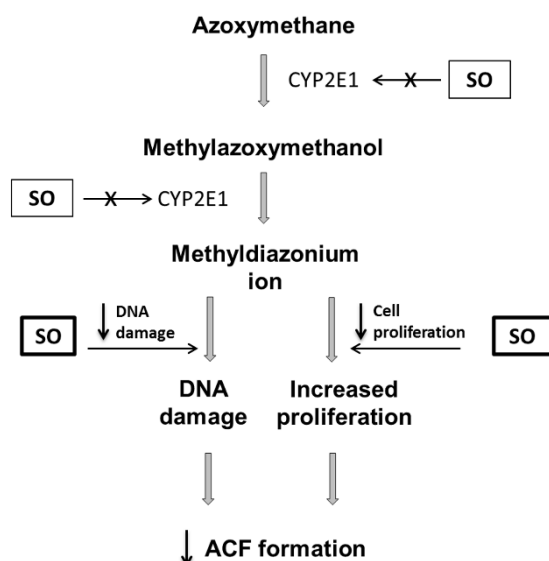 Azoxymethane
CYP2E1
X
SO
Methylazoxymethanol
SO
X
CYP2E1
Methyldiazonium
ion
SO
DNA
damage
Cell
proliferation
SO
DNA
damage
Increased
proliferation
ACF formation